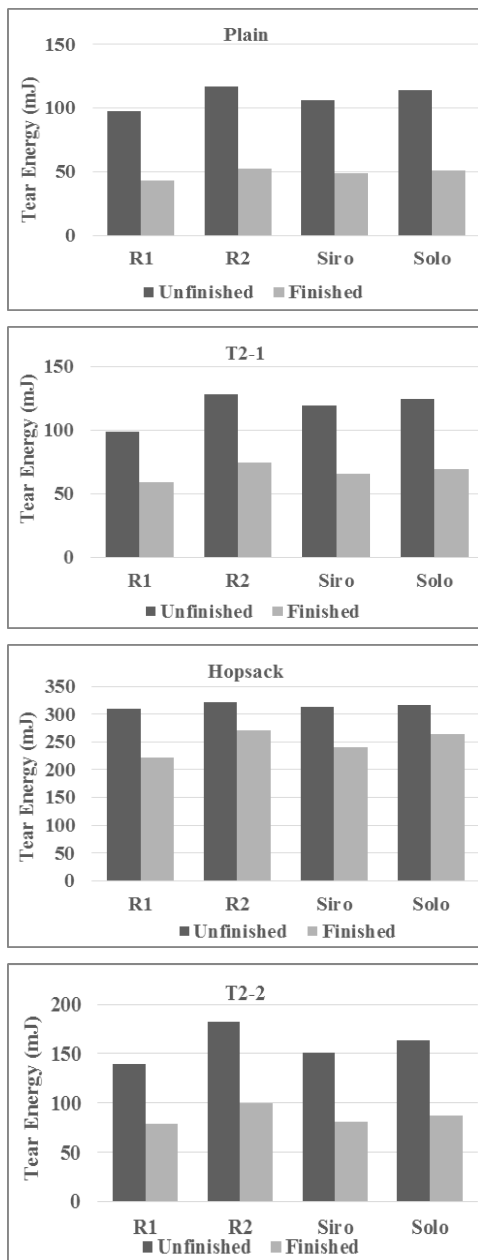 Plain
Tear Energy (mJ)
150
100
50
0
R1 R2 Siro Solo
Unfinished Finished
T2-1
Tear Energy (mJ)
150
100
50
0
R1 R2 Siro Solo
Unfinished Finished
Hopsack
Tear Energy (mJ)
350
300
250
200
150
100
50
0
R1 R2 Siro Solo
Unfinished Finished
T2-2
Tear Energy (mJ)
200
150
100
50
0
R1 R2 Siro Solo
Unfinished Finished